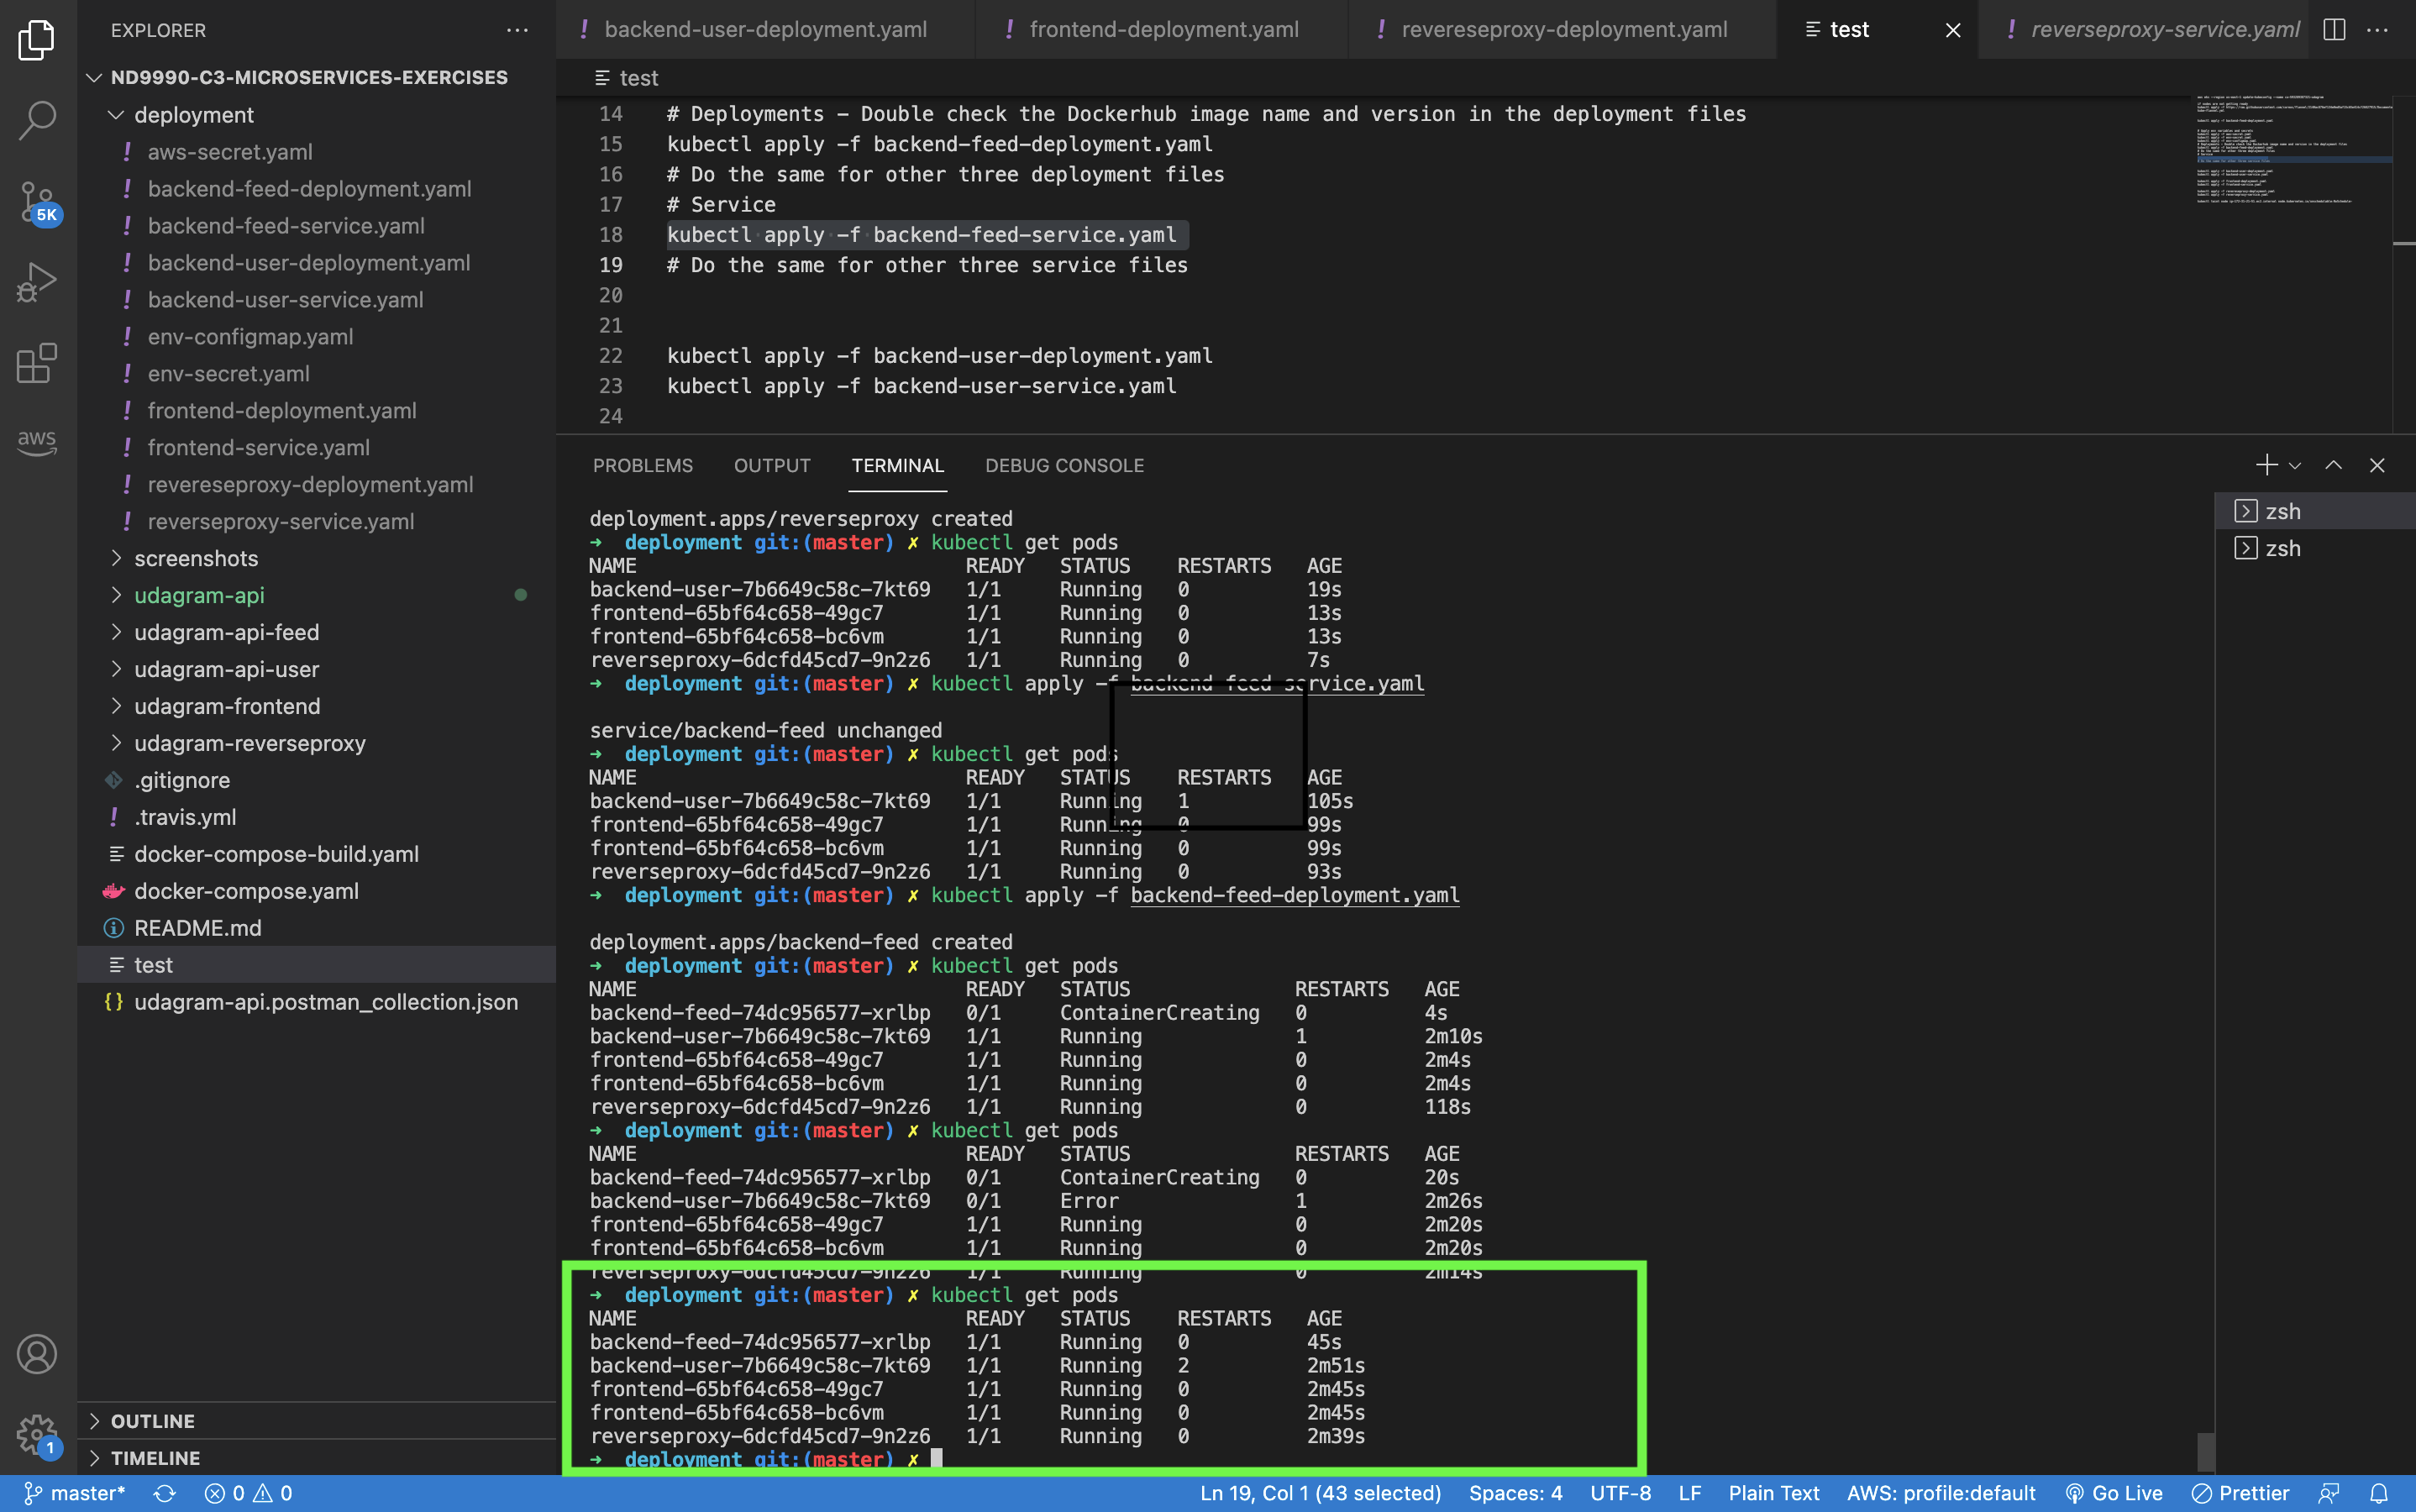 EXPLORER
ND9990-C3-MICROSERVICES-EXERCISES
deployment
aws-secret.yaml
backend-feed-deployment.yaml
backend-feed-service.yaml
backend-user-deployment.yaml
backend-user-service.yaml
env-configmap.yaml
env-secret.yaml
frontend-deployment.yaml
frontend-service.yaml
revereseproxy-deployment.yaml
reverseproxy-service.yaml
screenshots
udagram-api
udagram-api-feed
udagram-api-user
udagram-frontend
udagram-reverseproxy
.gitignore
.travis.yml
docker-compose-build.yaml
docker-compose.yaml
README.md
test
udagram-api.postman_collection.json
OUTLINE
TIMELINE
5K
aws
1
backend-user-deployment.yaml frontend-deployment.yaml revereseproxy-deployment.yaml test reverseproxy-service.yaml
test
14 # Deployments - Double check the Dockerhub image name and version in the deployment files
15 kubectl apply -f backend-feed-deployment.yaml
16 # Do the same for other three deployment files
17 # Service
18 kubectl apply -f backend-feed-service.yaml
19 # Do the same for other three service files
20
21
22 kubectl apply -f backend-user-deployment.yaml
23 kubectl apply -f backend-user-service.yaml
24
PROBLEMS OUTPUT TERMINAL DEBUG CONSOLE
zsh
zsh
deployment.apps/reverseproxy created
➜ deployment git:(master) ✗ kubectl get pods
NAME READY STATUS RESTARTS AGE
backend-user-7b6649c58c-7kt69 1/1 Running 0 19s
frontend-65bf64c658-49gc7 1/1 Running 0 13s
frontend-65bf64c658-bc6vm 1/1 Running 0 13s
reverseproxy-6dcfd45cd7-9n2z6 1/1 Running 0 7s
➜ deployment git:(master) ✗ kubectl apply -f backend-feed-service.yaml
service/backend-feed unchanged
➜ deployment git:(master) ✗ kubectl get pods
NAME READY STATUS RESTARTS AGE
backend-user-7b6649c58c-7kt69 1/1 Running 1 105s
frontend-65bf64c658-49gc7 1/1 Running 0 99s
frontend-65bf64c658-bc6vm 1/1 Running 0 99s
reverseproxy-6dcfd45cd7-9n2z6 1/1 Running 0 93s
➜ deployment git:(master) ✗ kubectl apply -f backend-feed-deployment.yaml
deployment.apps/backend-feed created
➜ deployment git:(master) ✗ kubectl get pods
NAME READY STATUS RESTARTS AGE
backend-feed-74dc956577-xrlbp 0/1 ContainerCreating 0 4s
backend-user-7b6649c58c-7kt69 1/1 Running 1 2m10s
frontend-65bf64c658-49gc7 1/1 Running 0 2m4s
frontend-65bf64c658-bc6vm 1/1 Running 0 2m4s
reverseproxy-6dcfd45cd7-9n2z6 1/1 Running 0 118s
➜ deployment git:(master) ✗ kubectl get pods
NAME READY STATUS RESTARTS AGE
backend-feed-74dc956577-xrlbp 0/1 ContainerCreating 0 20s
backend-user-7b6649c58c-7kt69 0/1 Error 1 2m26s
frontend-65bf64c658-49gc7 1/1 Running 0 2m20s
frontend-65bf64c658-bc6vm 1/1 Running 0 2m20s
reverseproxy-6dcfd45cd7-9n2z6 1/1 Running 0 2m14s
➜ deployment git:(master) ✗ kubectl get pods
NAME READY STATUS RESTARTS AGE
backend-feed-74dc956577-xrlbp 1/1 Running 0 45s
backend-user-7b6649c58c-7kt69 1/1 Running 2 2m51s
frontend-65bf64c658-49gc7 1/1 Running 0 2m45s
frontend-65bf64c658-bc6vm 1/1 Running 0 2m45s
reverseproxy-6dcfd45cd7-9n2z6 1/1 Running 0 2m39s
➜ deployment git:(master) ✗
master* 0 0 Ln 19, Col 1 (43 selected) Spaces: 4 UTF-8 LF Plain Text AWS: profile:default Go Live Prettier